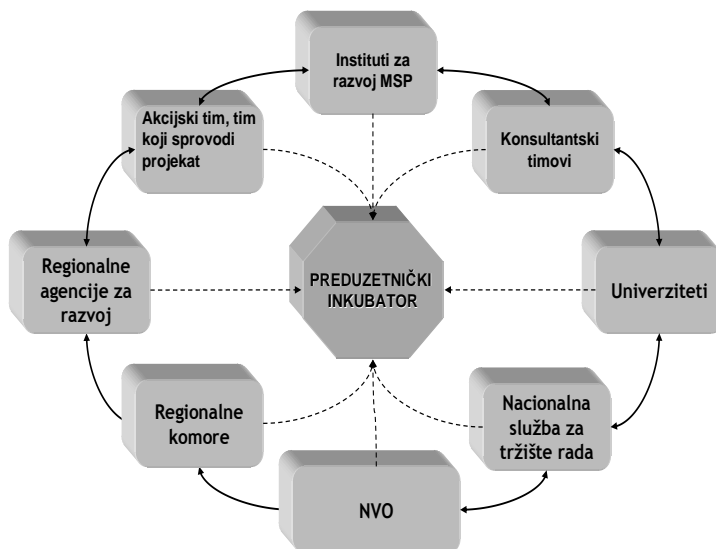 Instituti za
razvoj MSP
Akcijski tim, tim
koji sprovodi
projekat
Konsultantski
timovi
Regionalne
agencije za
razvoj
PREDUZETNIČKI
INKUBATOR
Univerziteti
Regionalne
komore
Nacionalna
služba za
tržište rada
NVO